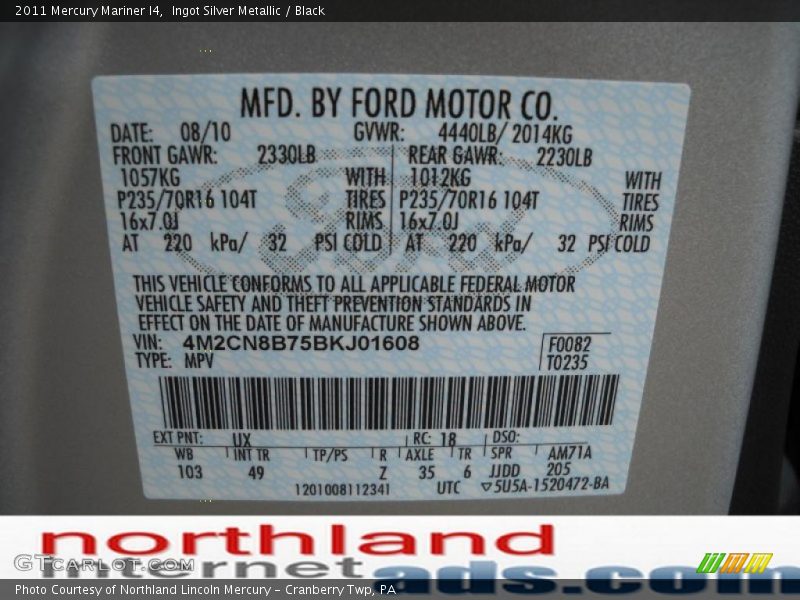 2011 Mercury Mariner I4,  Ingot Silver Metallic / Black
MFD. BY FORD MOTOR CO.
DATE: 08/10 GVWR: 4440LB/ 2014KG
FRONT GAWR: 2330LB REAR GAWR: 2230LB
1057KG WITH 1012KG WITH
P235/70R16 104T TIRES P235/70R16 104T TIRES
16x7.0J RIMS 16x7.0J RIMS
AT 220 kPa/ 32 PSI COLD AT 220 kPa/ 32 PSI COLD
THIS VEHICLE CONFORMS TO ALL APPLICABLE FEDERAL MOTOR
VEHICLE SAFETY AND THEFT PREVENTION STANDARDS IN
EFFECT ON THE DATE OF MANUFACTURE SHOWN ABOVE.
VIN: 4M2CN8B75BKJ01608 F0082
TYPE: MPV T0235
EXT PNT: UX RC: 18 DSO:
WB INT TR TP/PS R AXLE TR SPR AM71A
103 49 Z 35 6 JJDD 205
1201008112341 UTC ▽5U5A-1520472-BA
Ford
northland
internet ads.com
GTCARLOT.COM
Photo Courtesy of Northland Lincoln Mercury – Cranberry Twp, PA